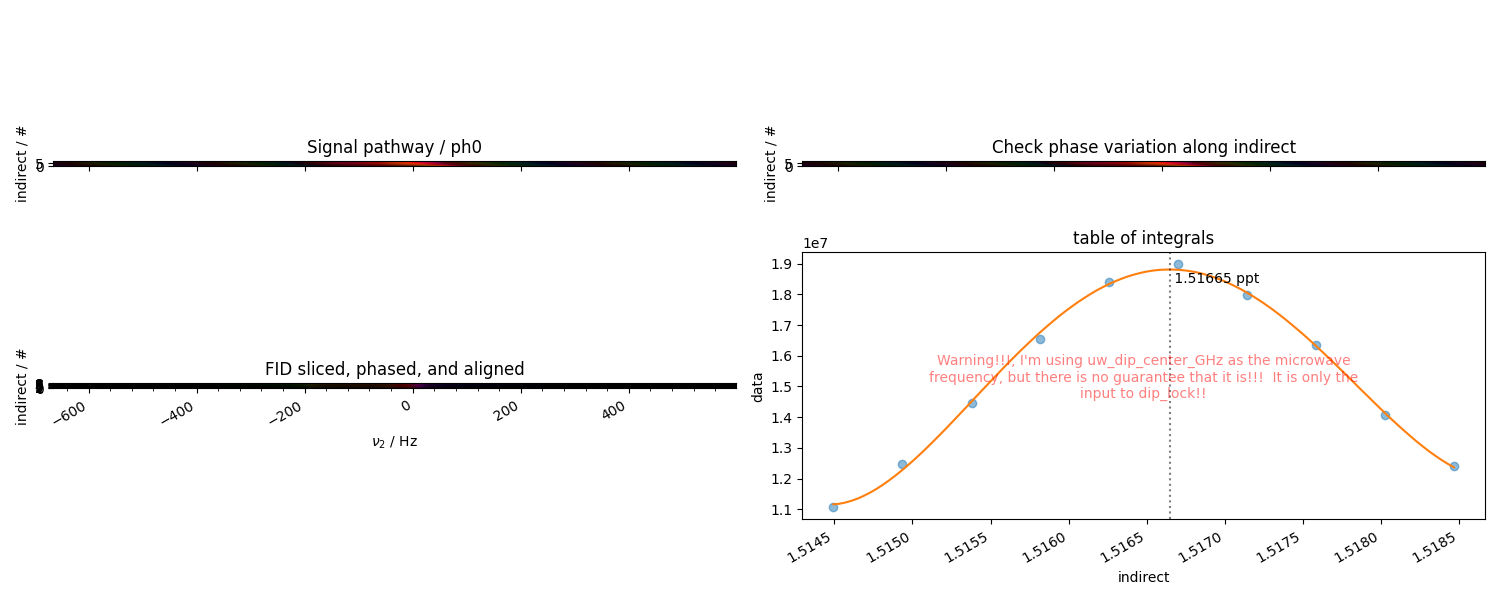 Signal pathway / ph0
indirect / #
5
0
Check phase variation along indirect
indirect / #
5
0
FID sliced, phased, and aligned
indirect / #
−600
−400
−200
0
200
400
ν2 / Hz
table of integrals
1e7
1.9
1.8
1.7
1.6
1.5
1.4
1.3
1.2
1.1
data
1.51665 ppt
Warning!!!, I'm using uw_dip_center_GHz as the microwave
frequency, but there is no guarantee that it is!!!  It is only the
input to dip_lock!!
1.5145
1.5150
1.5155
1.5160
1.5165
1.5170
1.5175
1.5180
1.5185
indirect